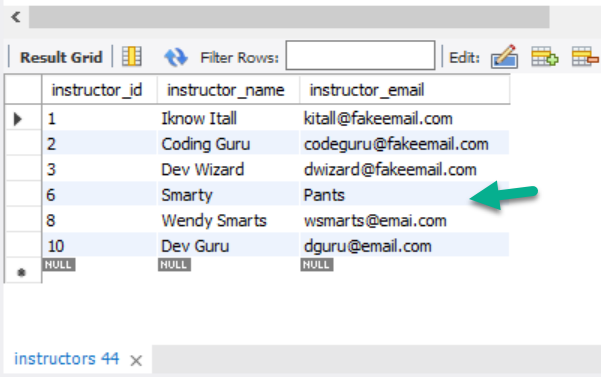 Result Grid Filter Rows: Edit:
instructor_id instructor_name instructor_email
1 Iknow Itall kitall@fakeemail.com
2 Coding Guru codeguru@fakeemail.com
3 Dev Wizard dwizard@fakeemail.com
6 Smarty Pants
8 Wendy Smarts wsmarts@emai.com
10 Dev Guru dguru@email.com
NULL NULL NULL
instructors 44